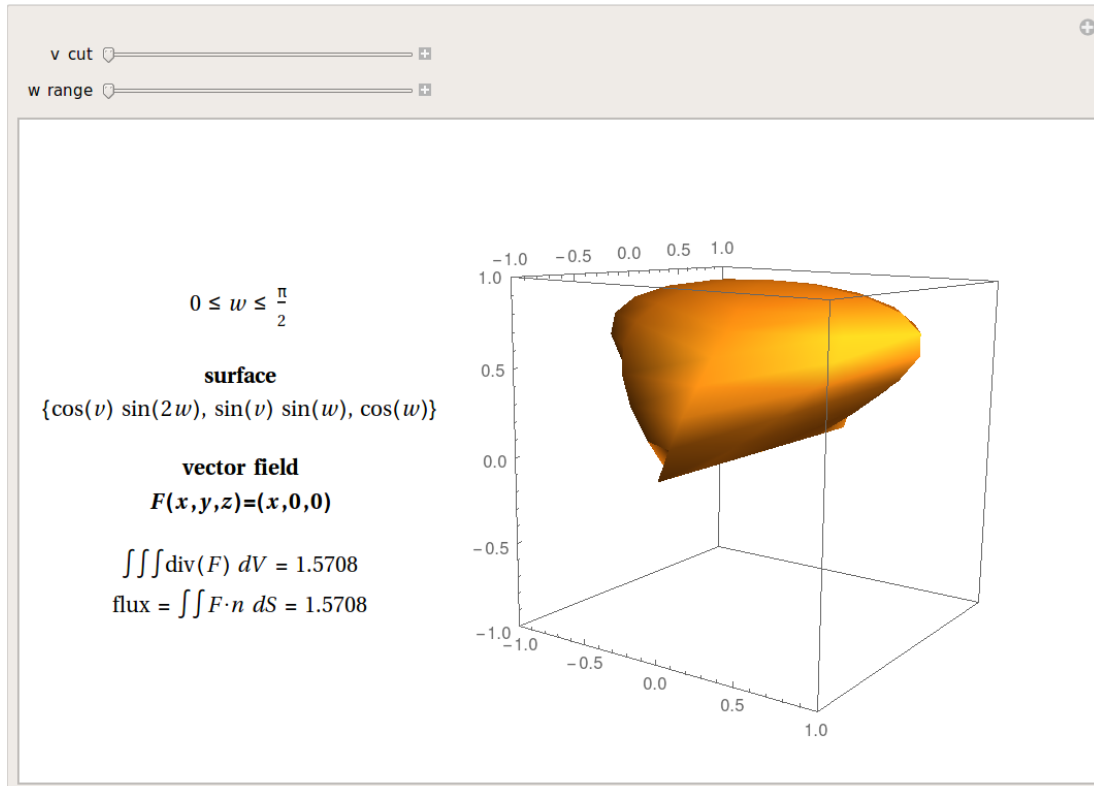 v cut
w range
0 ≤ w ≤ π/2
surface
{cos(v) sin(2w), sin(v) sin(w), cos(w)}
vector field
F(x,y,z)=(x,0,0)
∫∫∫div(F) dV = 1.5708
flux = ∫∫F·n dS = 1.5708
−1.0 −0.5 0.0 0.5 1.0
1.0
0.5
0.0
−0.5
−1.0
−1.0
−0.5
0.0
0.5
1.0